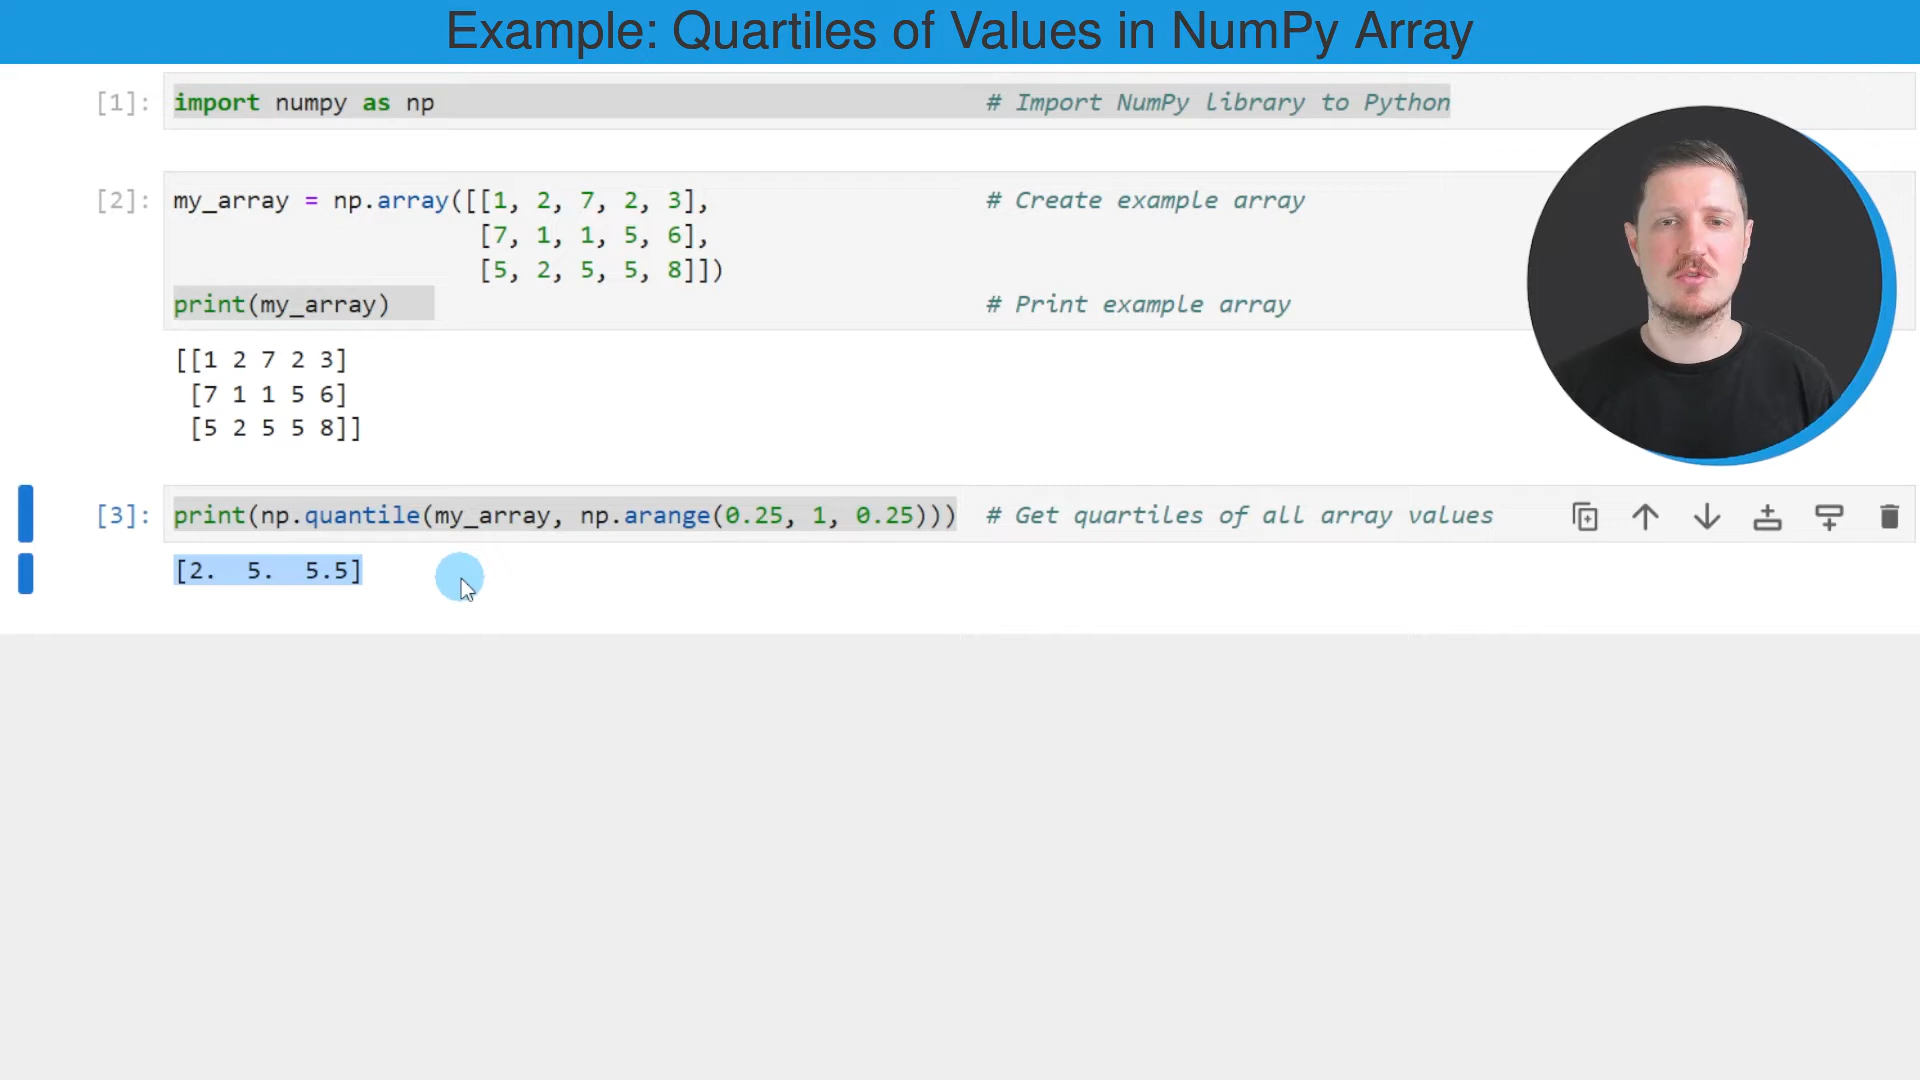 Example: Quartiles of Values in NumPy Array
[1]: import numpy as np # Import NumPy library to Python
[2]: my_array = np.array([[1, 2, 7, 2, 3], # Create example array
[7, 1, 1, 5, 6],
[5, 2, 5, 5, 8]])
print(my_array) # Print example array
[[1 2 7 2 3]
[7 1 1 5 6]
[5 2 5 5 8]]
[3]: print(np.quantile(my_array, np.arange(0.25, 1, 0.25))) # Get quartiles of all array values
[2. 5. 5.5]